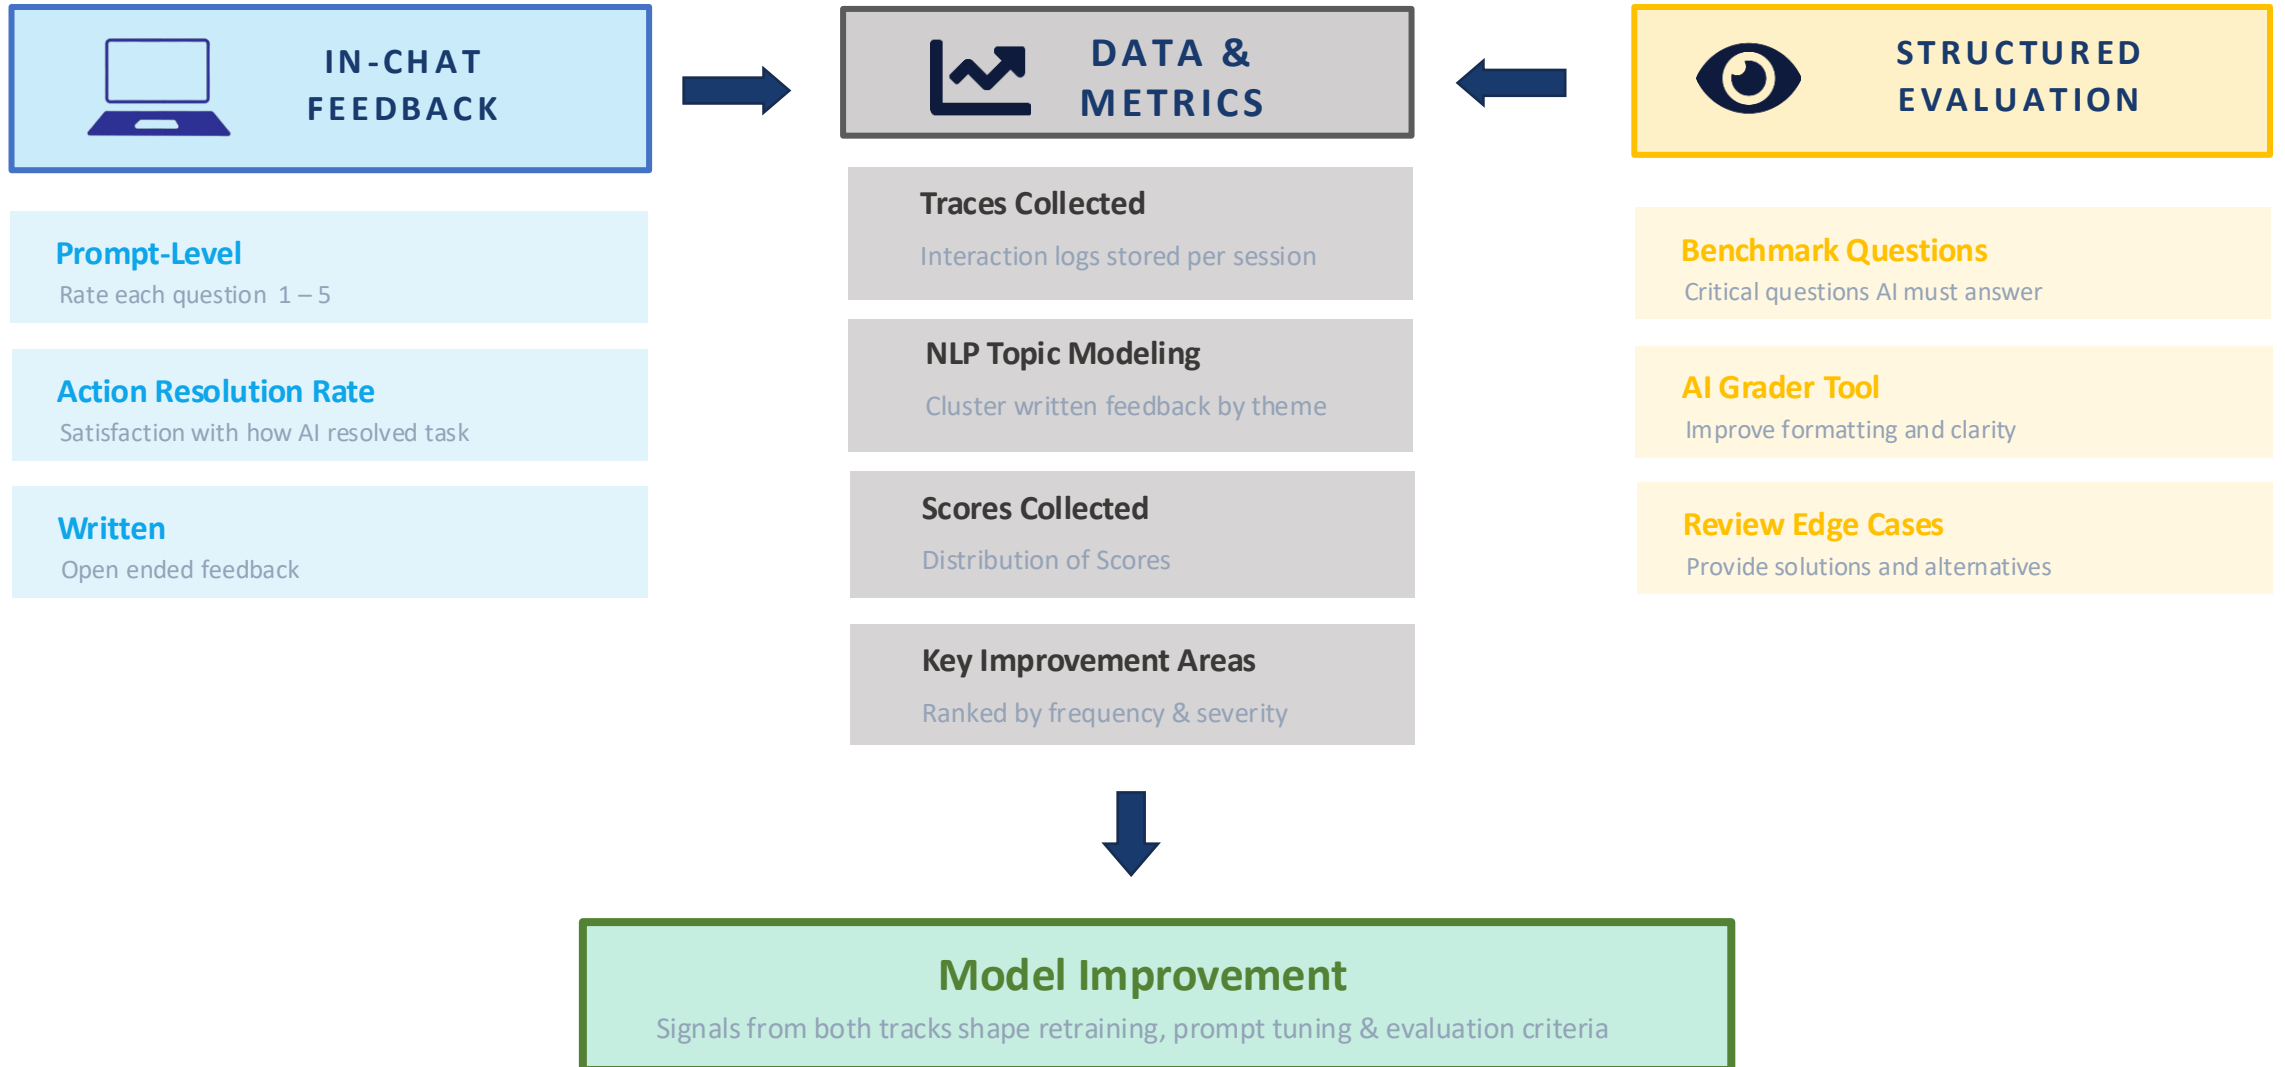 IN-CHAT
FEEDBACK
Prompt-Level
Rate each question 1 – 5
Action Resolution Rate
Satisfaction with how AI resolved task
Written
Open ended feedback
DATA &
METRICS
Traces Collected
Interaction logs stored per session
NLP Topic Modeling
Cluster written feedback by theme
Scores Collected
Distribution of Scores
Key Improvement Areas
Ranked by frequency & severity
STRUCTURED
EVALUATION
Benchmark Questions
Critical questions AI must answer
AI Grader Tool
Improve formatting and clarity
Review Edge Cases
Provide solutions and alternatives
Model Improvement
Signals from both tracks shape retraining, prompt tuning & evaluation criteria